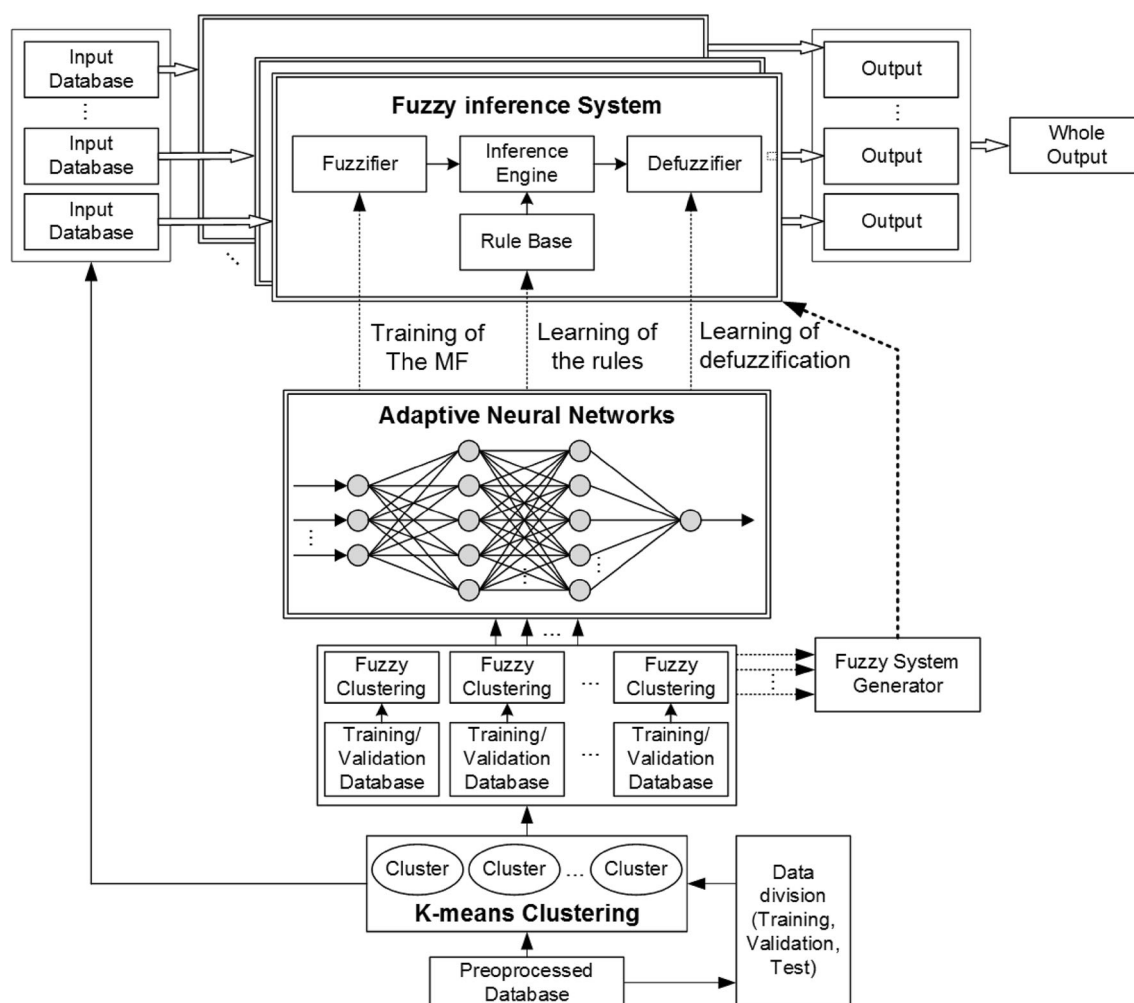 Input
Database
...
Input
Database
Input
Database
...
Fuzzy inference System
Fuzzifier
Inference
Engine
Defuzzifier
Rule Base
Output
...
Output
Output
Whole
Output
Training of
The MF
Learning of
the rules
Learning of
defuzzification
Adaptive Neural Networks
...
...
...
...
Fuzzy
Clustering
Fuzzy
Clustering
...
Fuzzy
Clustering
Training/
Validation
Database
Training/
Validation
Database
...
Training/
Validation
Database
...
Fuzzy System
Generator
Cluster
Cluster
...
Cluster
K-means Clustering
Data
division
(Training,
Validation,
Test)
Preoprocessed
Database